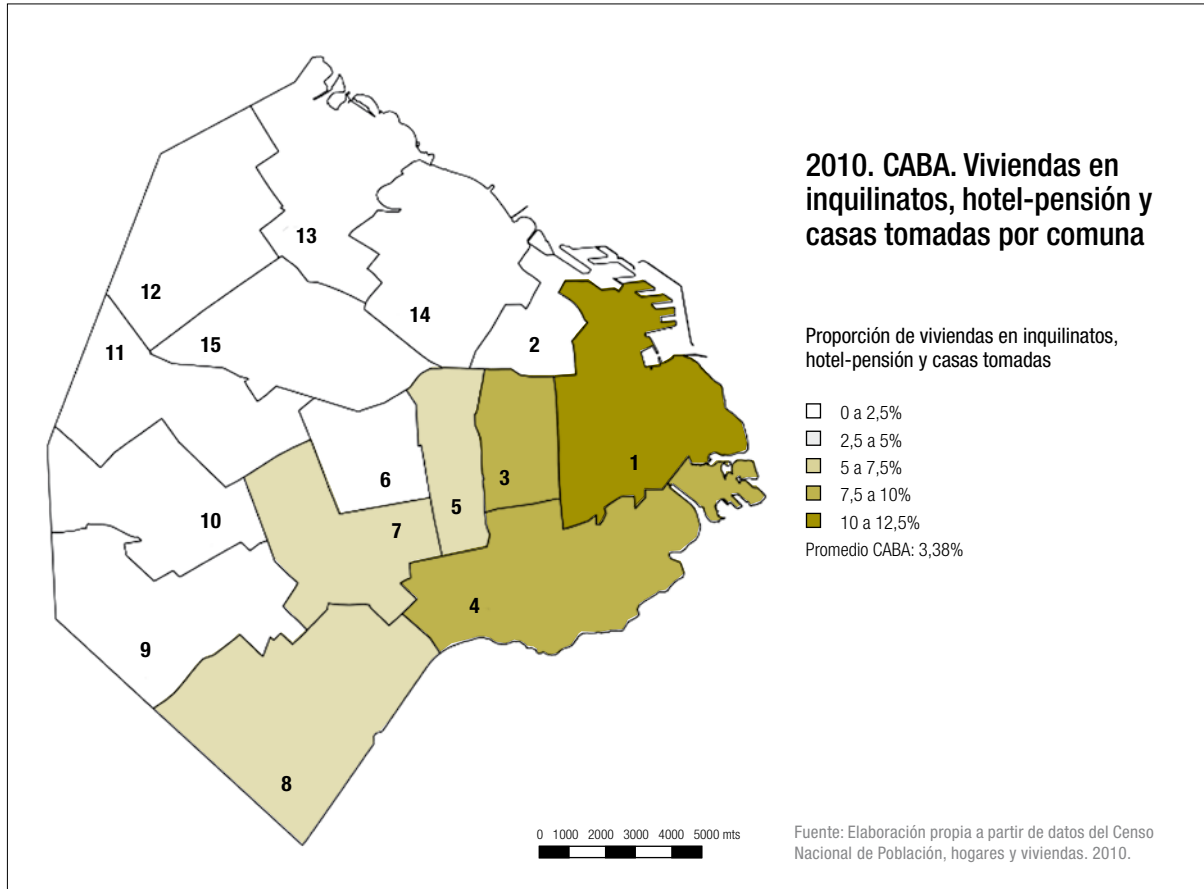 2010. CABA. Viviendas en
inquilinatos, hotel-pensión y
casas tomadas por comuna
Proporción de viviendas en inquilinatos,
hotel-pensión y casas tomadas
0 a 2,5%
2,5 a 5%
5 a 7,5%
7,5 a 10%
10 a 12,5%
Promedio CABA: 3,38%
13
12
14
15
2
11
1
3
6
5
10
7
4
9
8
0 1000 2000 3000 4000 5000 mts
Fuente: Elaboración propia a partir de datos del Censo
Nacional de Población, hogares y viviendas. 2010.